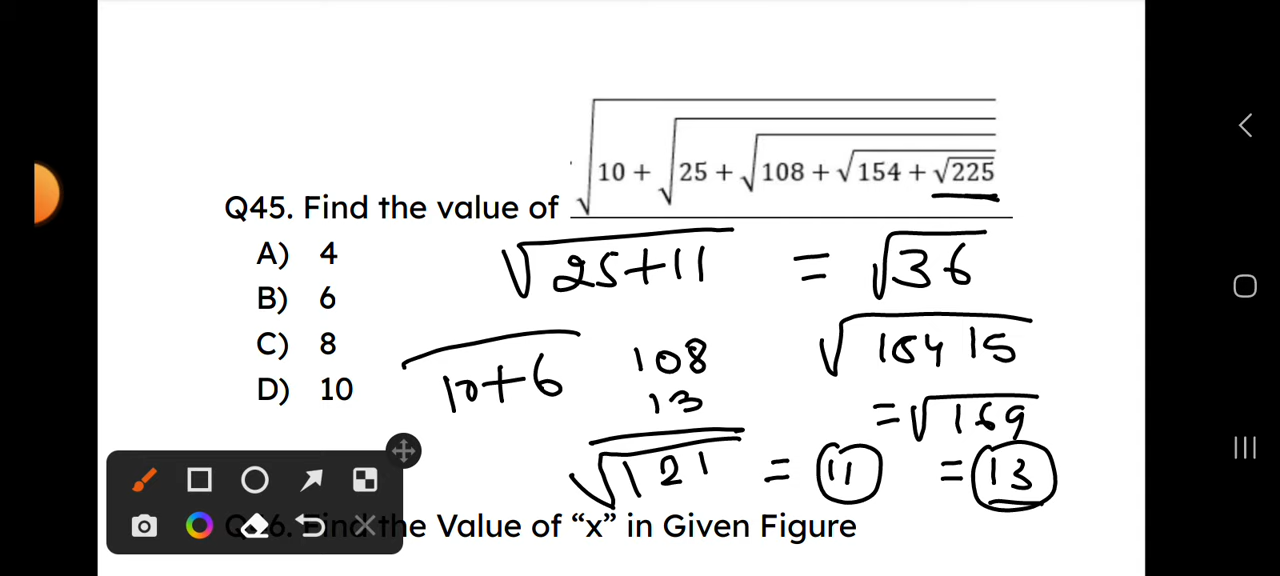 √10 + √25 + √108 + √154 + √225
Q45. Find the value of
A) 4
B) 6
C) 8
D) 10
√25+11 = √36
10+6
108
13
√121 = 11
√154 15
= √169
= 13
Find the Value of “x” in Given Figure